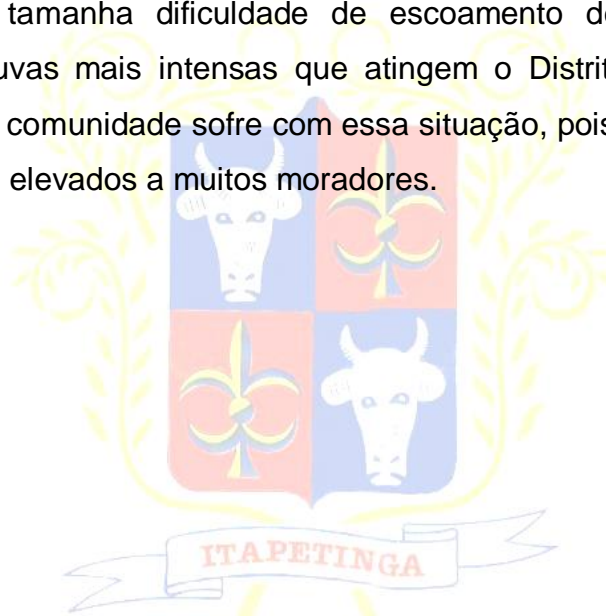 tamanha dificuldade de escoamento
uvas mais intensas que atingem o Distrit
comunidade sofre com essa situação, pois
elevados a muitos moradores.
ITAPETINGA